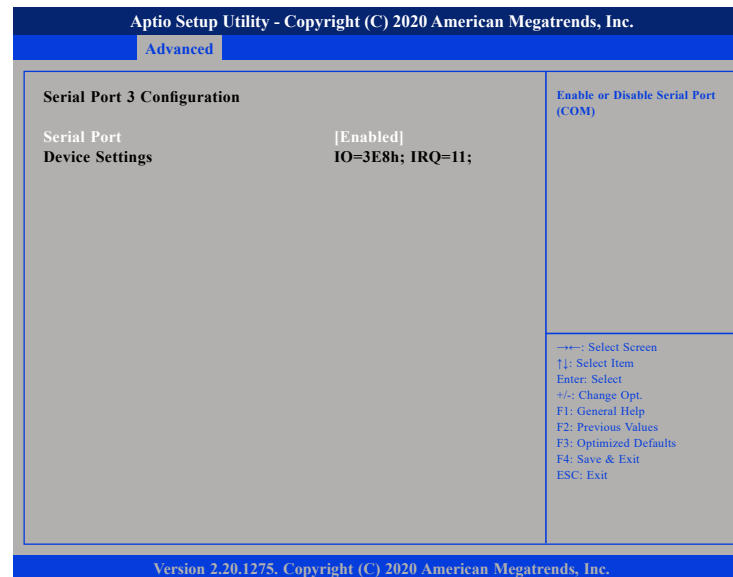 Aptio Setup Utility - Copyright (C) 2020 American Megatrends, Inc.
Advanced
Serial Port 3 Configuration
Serial Port [Enabled]
Device Settings IO=3E8h; IRQ=11;
Enable or Disable Serial Port
(COM)
→←: Select Screen
↑↓: Select Item
Enter: Select
+/-: Change Opt.
F1: General Help
F2: Previous Values
F3: Optimized Defaults
F4: Save & Exit
ESC: Exit
Version 2.20.1275. Copyright (C) 2020 American Megatrends, Inc.